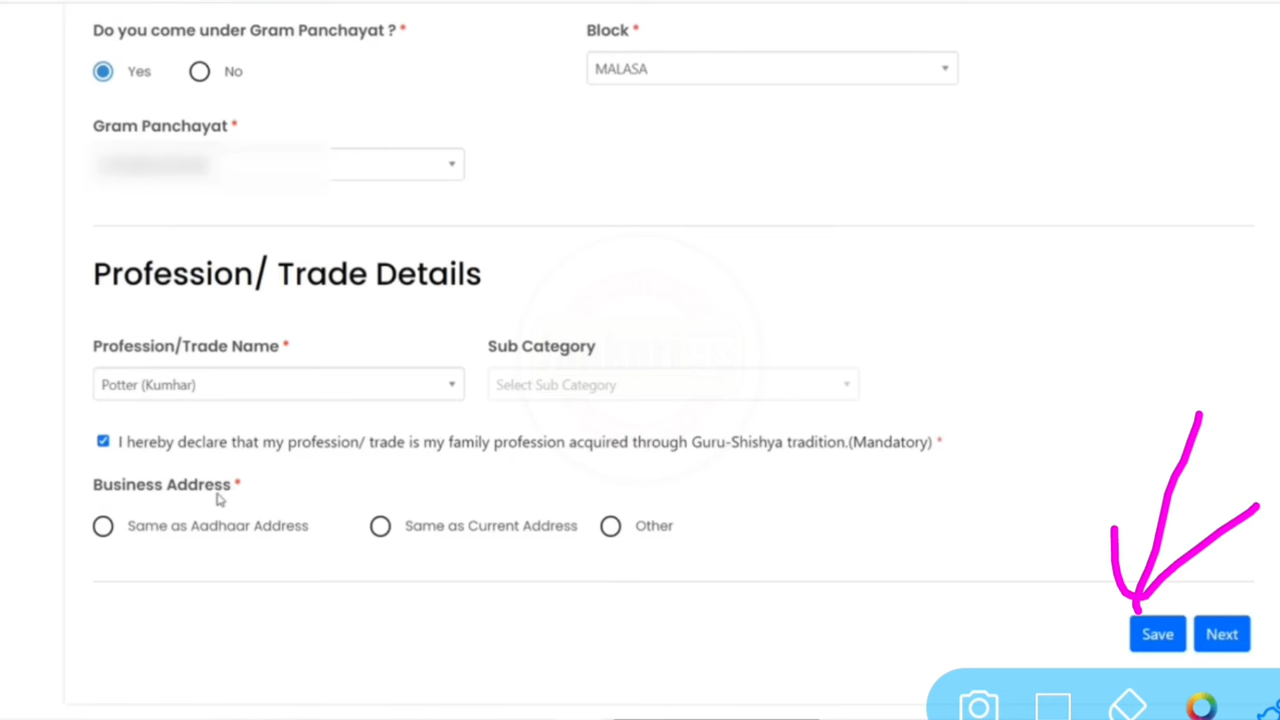 Do you come under Gram Panchayat ? *
Block *
Yes
No
MALASA
Gram Panchayat *
Profession/ Trade Details
Profession/Trade Name *
Sub Category
Potter (Kumhar)
Select Sub Category
I hereby declare that my profession/ trade is my family profession acquired through Guru-Shishya tradition.(Mandatory) *
Business Address *
Same as Aadhaar Address
Same as Current Address
Other
Save
Next